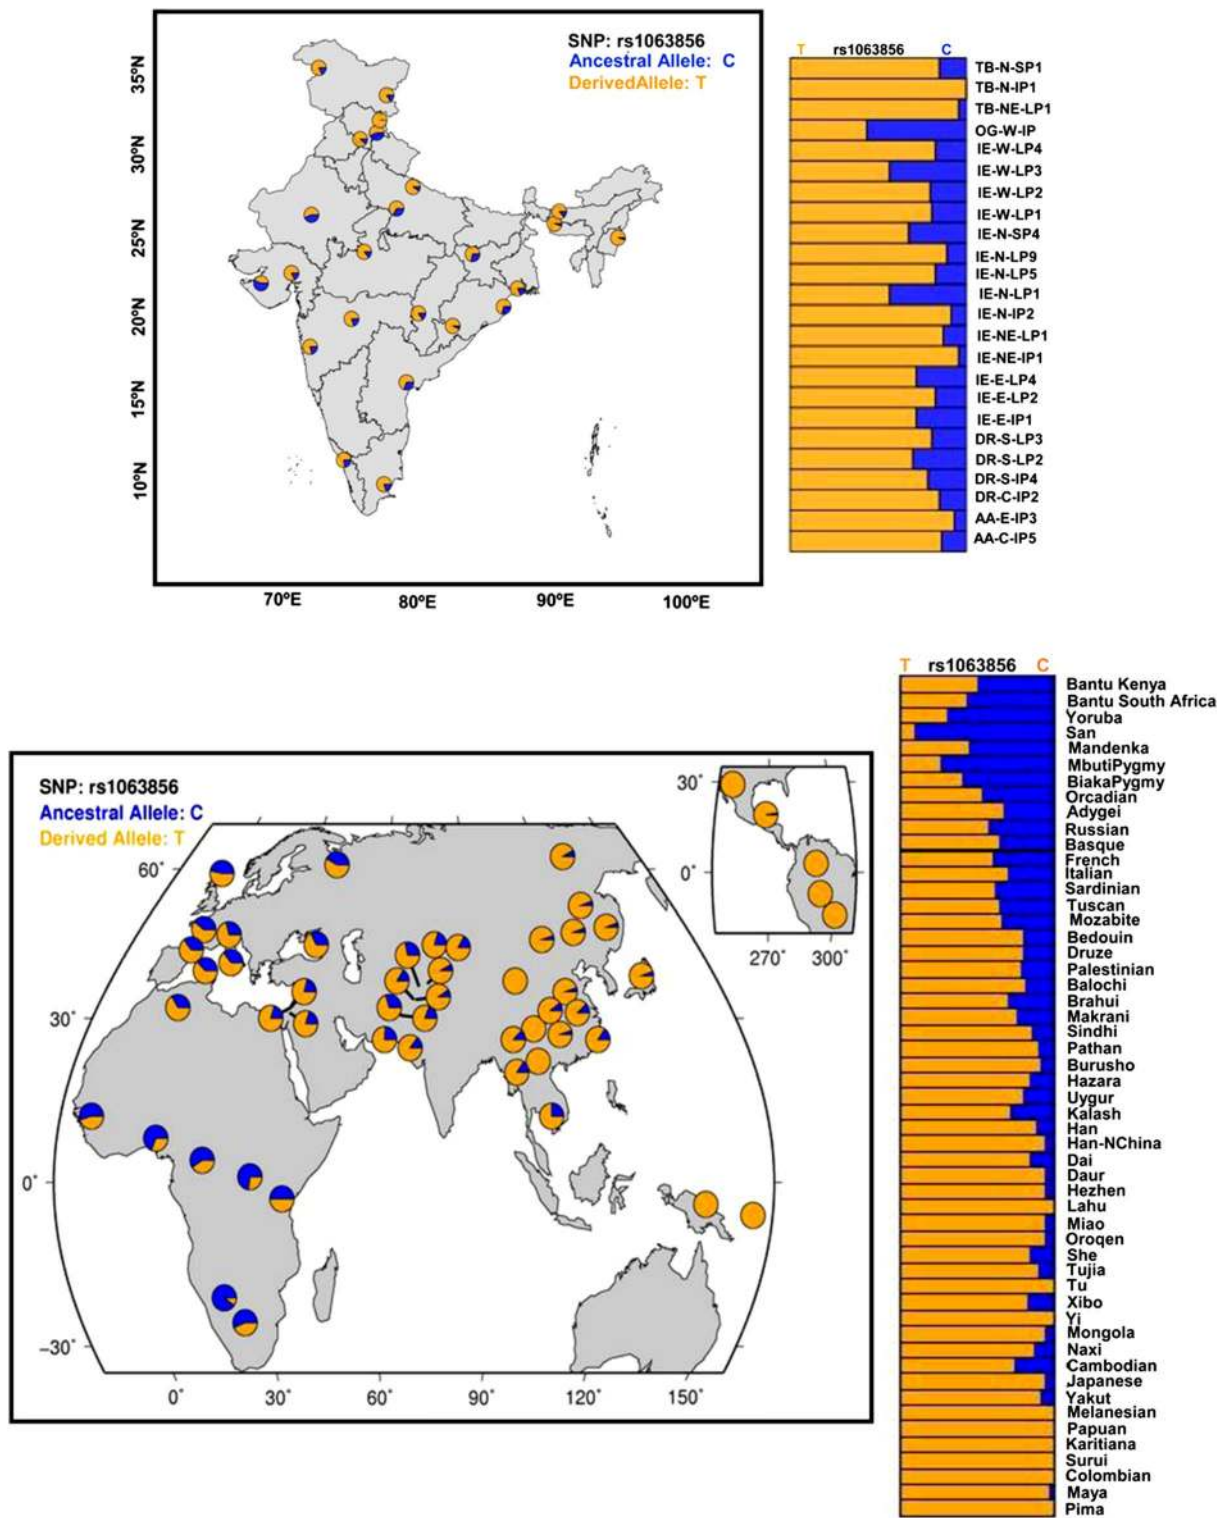 SNP: rs1063856
Ancestral Allele: C
DerivedAllele: T
35°N
30°N
25°N
20°N
15°N
10°N
70°E 80°E 90°E 100°E
T rs1063856 C
TB-N-SP1
TB-N-IP1
TB-NE-LP1
OG-W-IP
IE-W-LP4
IE-W-LP3
IE-W-LP2
IE-W-LP1
IE-N-SP4
IE-N-LP9
IE-N-LP5
IE-N-LP1
IE-N-IP2
IE-NE-LP1
IE-NE-IP1
IE-E-LP4
IE-E-LP2
IE-E-IP1
DR-S-LP3
DR-S-LP2
DR-S-IP4
DR-C-IP2
AA-E-IP3
AA-C-IP5
SNP: rs1063856
Ancestral Allele: C
Derived Allele: T
60°
30°
0°
−30°
0° 30° 60° 90° 120° 150°
30°
0°
270° 300°
T rs1063856 C
Bantu Kenya
Bantu South Africa
Yoruba
San
Mandenka
MbutiPygmy
BiakaPygmy
Orcadian
Adygei
Russian
Basque
French
Italian
Sardinian
Tuscan
Mozabite
Bedouin
Druze
Palestinian
Balochi
Brahui
Makrani
Sindhi
Pathan
Burusho
Hazara
Uygur
Kalash
Han
Han-NChina
Dai
Daur
Hezhen
Lahu
Miao
Oroqen
She
Tujia
Tu
Xibo
Yi
Mongola
Naxi
Cambodian
Japanese
Yakut
Melanesian
Papuan
Karitiana
Surui
Colombian
Maya
Pima